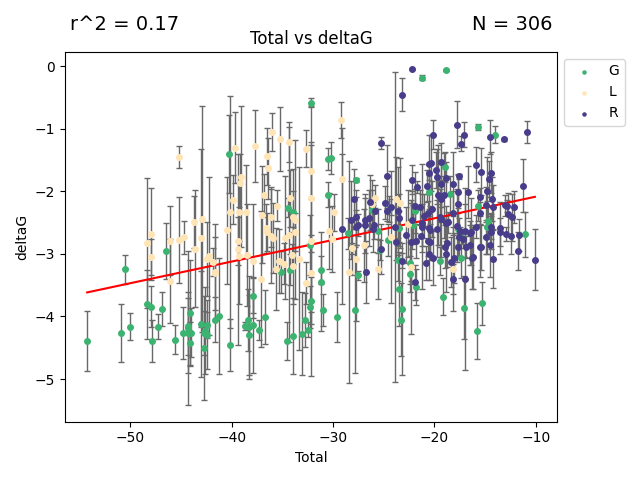 r^2 = 0.17
N = 306
Total vs deltaG
G
L
R
0
−1
−2
−3
−4
−5
deltaG
−50
−40
−30
−20
−10
Total